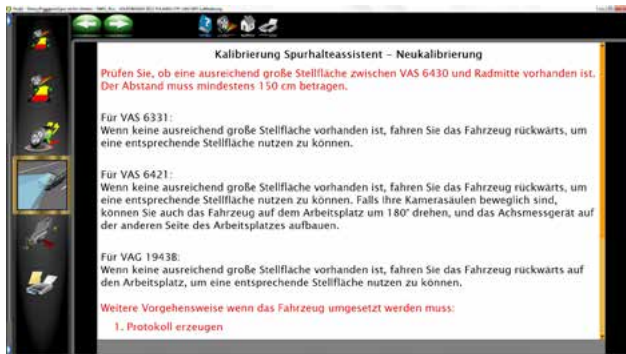 Kalibrierung Spurhalteassistent – Neukalibrierung
Prüfen Sie, ob eine ausreichend große Stellfläche zwischen VAS 6430 und Radmitte vorhanden ist.
Der Abstand muss mindestens 150 cm betragen.
Für VAS 6331:
Wenn keine ausreichend große Stellfläche vorhanden ist, fahren Sie das Fahrzeug rückwärts, um
eine entsprechende Stellfläche nutzen zu können.
Für VAS 6421:
Wenn keine ausreichend große Stellfläche vorhanden ist, fahren Sie das Fahrzeug rückwärts, um
eine entsprechende Stellfläche nutzen zu können. Falls Ihre Kamerasäulen beweglich sind,
können Sie auch das Fahrzeug auf dem Arbeitsplatz um 180° drehen, und das Achsmessgerät auf
der anderen Seite des Arbeitsplatzes aufbauen.
Für VAG 1943B:
Wenn keine ausreichend große Stellfläche vorhanden ist, fahren Sie das Fahrzeug rückwärts auf
den Arbeitsplatz, um eine entsprechende Stellfläche nutzen zu können.
Weitere Vorgehensweise wenn das Fahrzeug umgesetzt werden muss:
1. Protokoll erzeugen